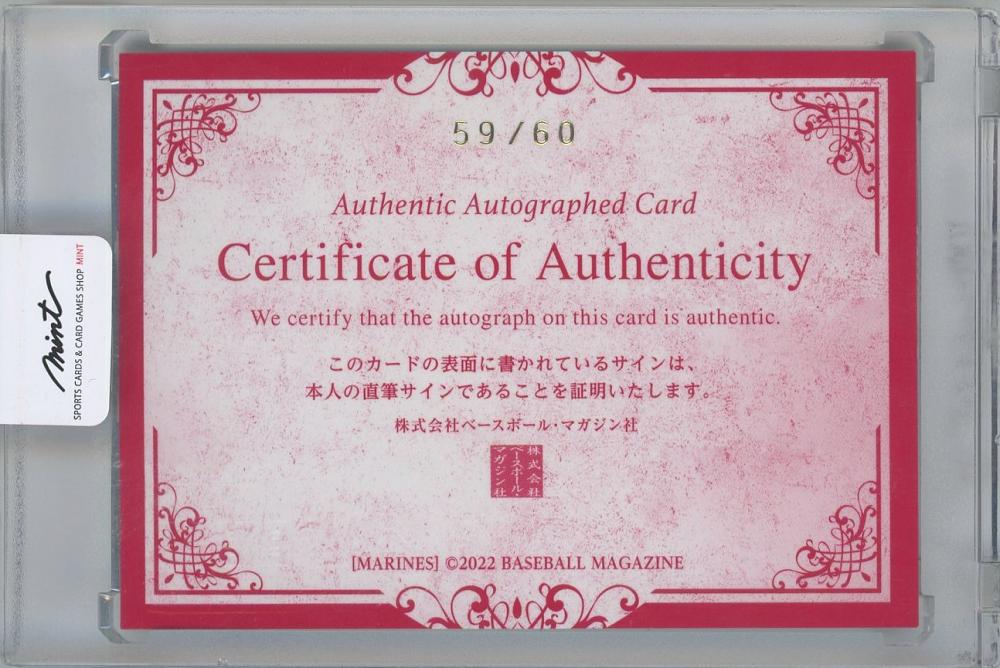 59/60
Authentic Autographed Card
Certificate of Authenticity
We certify that the autograph on this card is authentic.
このカードの表面に書かれているサインは、
本人の直筆サインであることを証明いたします。
株式会社ベースボール・マガジン社
株式会社
ベースボール・
マガジン社
[MARINES] ©2022 BASEBALL MAGAZINE
mint
SPORTS CARDS & CARD GAMES SHOP MINT